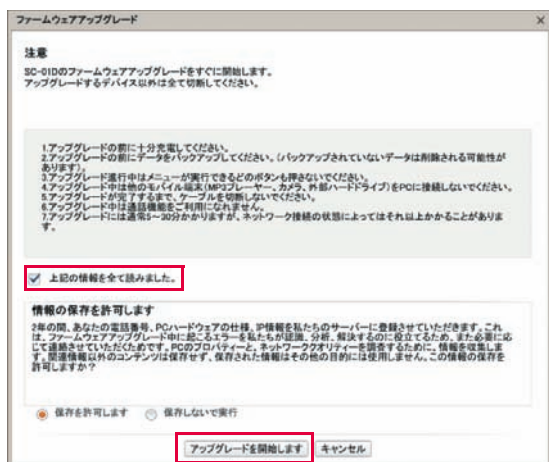 ファームウェアアップグレード
注意
SC-01Dのファームウェアアップグレードをすぐに開始します。
アップグレードするデバイス以外は全て切断してください。
1.アップグレードの前に十分充電してください。
2.アップグレードの前にデータをバックアップしてください。(バックアップされていないデータは削除される可能性が
あります)。
3.アップグレード進行中はメニューが実行できるどのボタンも押さないでください。
4.アップグレード中は他のモバイル端末(MP3プレーヤー、カメラ、外部ハードドライブ)をPCに接続しないでください。
5.アップグレードが完了するまで、ケーブルを切断しないでください。
6.アップグレード中は通話機能をご利用になれません。
7.アップグレードには通常5~30分かかりますが、ネットワーク接続の状態によってはそれ以上かかることがありま
す。
上記の情報を全て読みました。
情報の保存を許可します
2年の間、あなたの電話番号、PCハードウェアの仕様、IP情報を私たちのサーバーに登録させていただきます。これ
は、ファームウェアアップグレード中に起こるエラーを私たちが認識、分析、解決するのに役立てるため、また必要に応
じて連絡させていただくためです。PCのプロパティーと、ネットワーククオリティーを調査するために、情報を収集しま
す。関連情報以外のコンテンツは保存せず、保存された情報はその他の目的には使用しません。この情報の保存を
許可しますか?
保存を許可します 保存しないで実行
アップグレードを開始します キャンセル